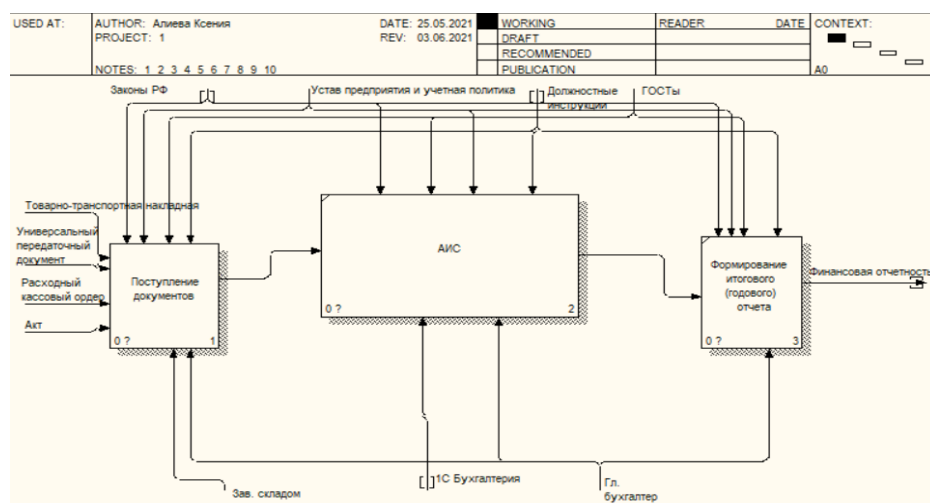 USED AT:
AUTHOR: Алиева Ксения
DATE: 25.05.2021
WORKING
READER
DATE
CONTEXT:
PROJECT: 1
REV: 03.06.2021
DRAFT
RECOMMENDED
NOTES: 1 2 3 4 5 6 7 8 9 10
PUBLICATION
A0
Законы РФ
Устав предприятия и учетная политика
Должностные
инструкции
ГОСТы
Товарно-транспортная накладная
Универсальный
передаточный
документ
Расходный
кассовый ордер
Акт
Поступление
документов
0 ?
1
АИС
0 ?
2
Формирование
итогового
(годового)
отчета
0 ?
3
Финансовая отчетность
Зав. складом
1С Бухгалтерия
Гл.
бухгалтер